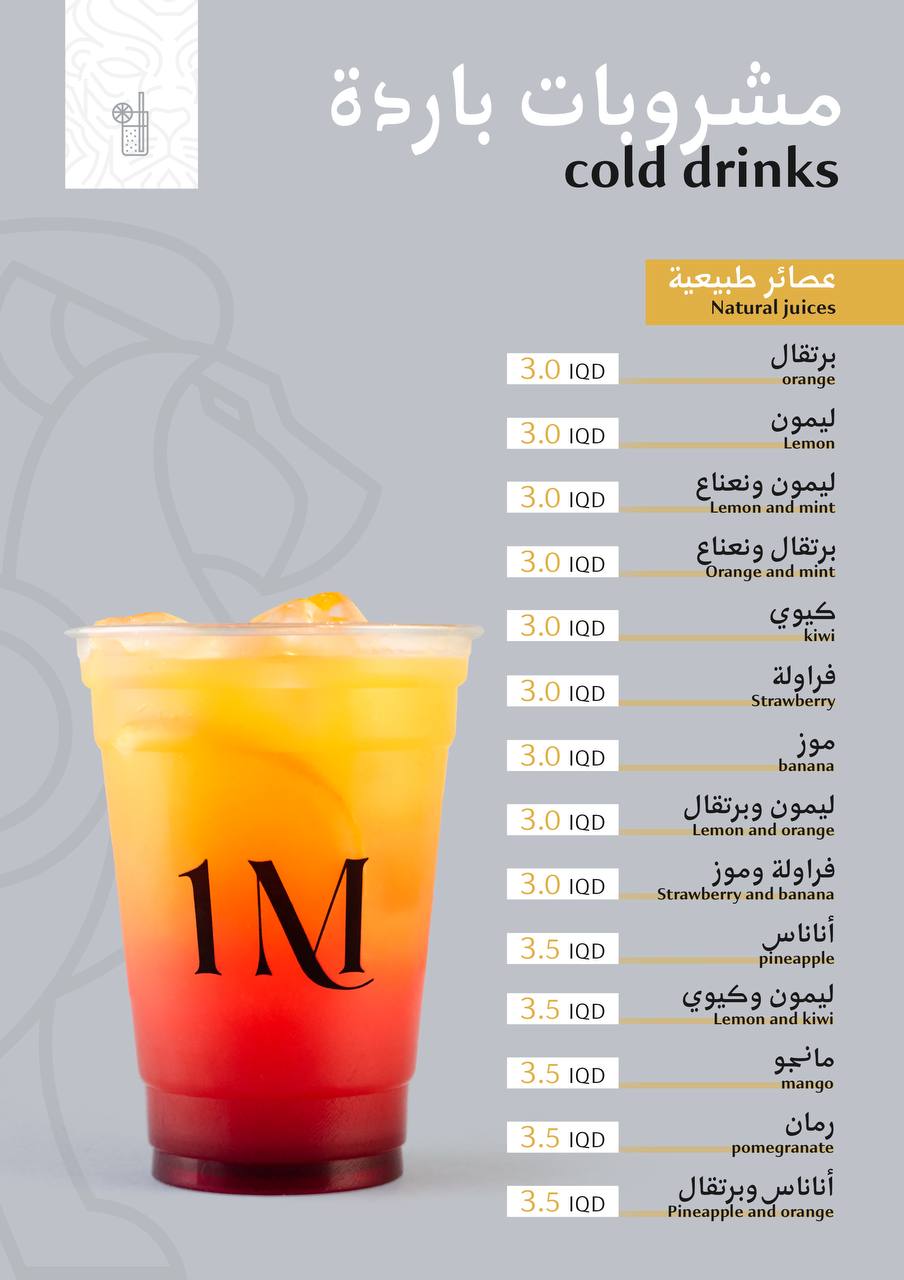 مشروبات باردة
cold drinks
عصائر طبيعية
Natural juices
برتقال
orange
3.0 IQD
ليمون
Lemon
3.0 IQD
ليمون ونعناع
Lemon and mint
3.0 IQD
برتقال ونعناع
Orange and mint
3.0 IQD
كيوي
kiwi
3.0 IQD
فراولة
Strawberry
3.0 IQD
موز
banana
3.0 IQD
ليمون وبرتقال
Lemon and orange
3.0 IQD
فراولة وموز
Strawberry and banana
3.0 IQD
أناناس
pineapple
3.5 IQD
ليمون وكيوي
Lemon and kiwi
3.5 IQD
مانجو
mango
3.5 IQD
رمان
pomegranate
3.5 IQD
أناناس وبرتقال
Pineapple and orange
3.5 IQD
1M